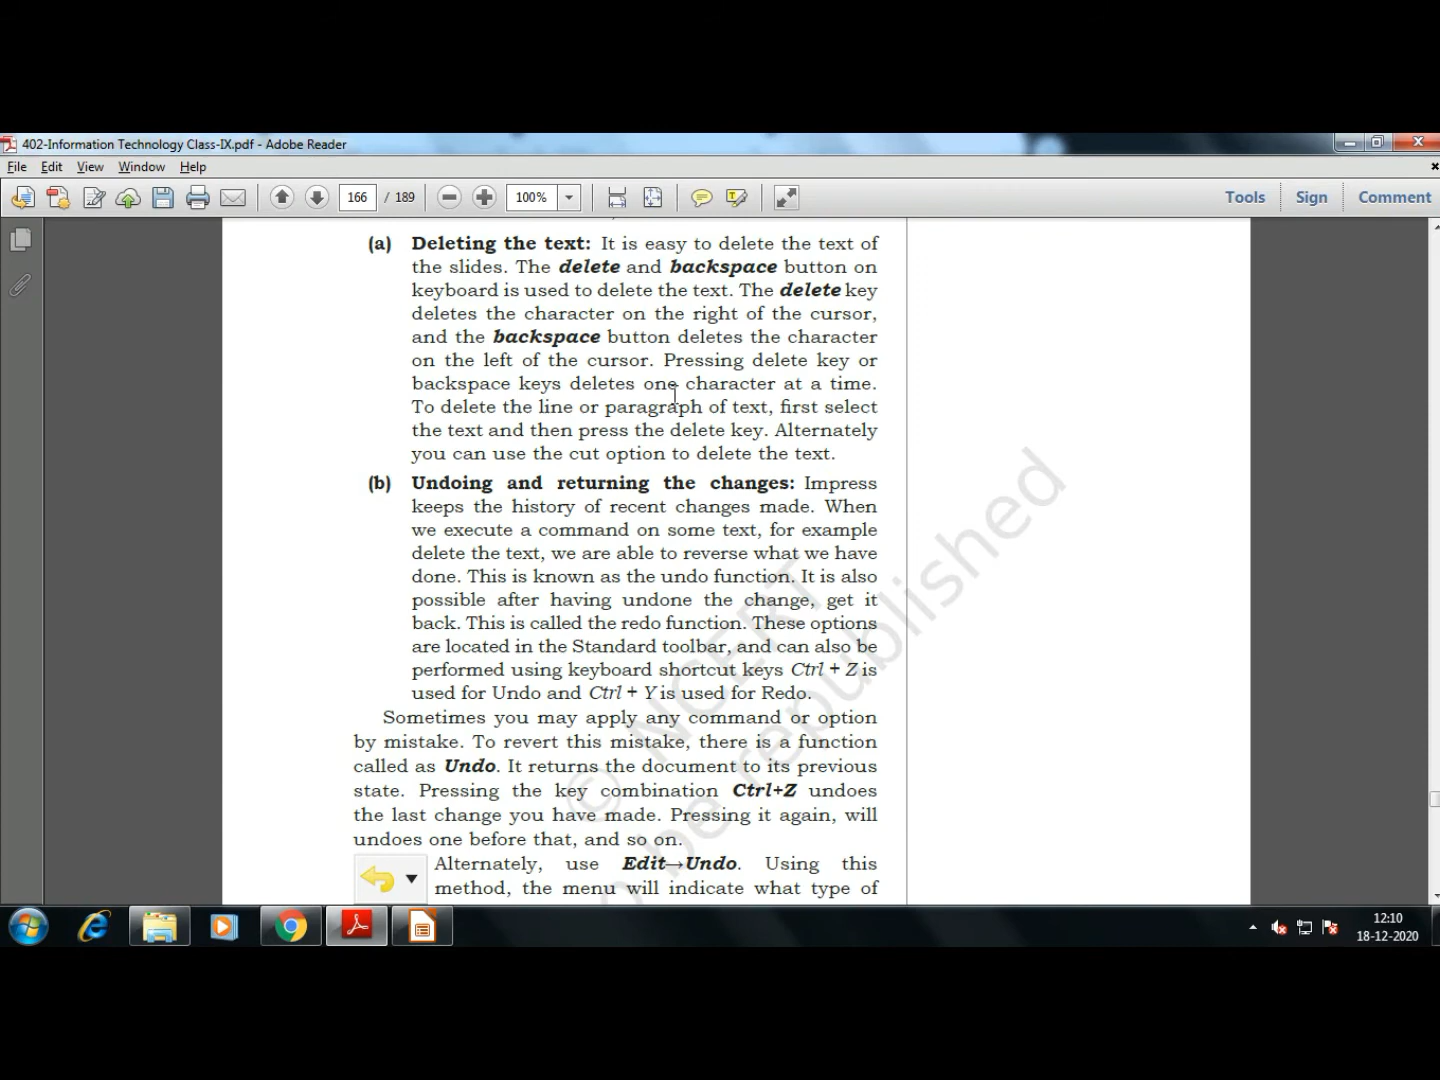 402-Information Technology Class-IX.pdf - Adobe Reader
File Edit View Window Help
166 / 189 100% Tools Sign Comment
(a) Deleting the text: It is easy to delete the text of
the slides. The delete and backspace button on
keyboard is used to delete the text. The delete key
deletes the character on the right of the cursor,
and the backspace button deletes the character
on the left of the cursor. Pressing delete key or
backspace keys deletes one character at a time.
To delete the line or paragraph of text, first select
the text and then press the delete key. Alternately
you can use the cut option to delete the text.
(b) Undoing and returning the changes: Impress
keeps the history of recent changes made. When
we execute a command on some text, for example
delete the text, we are able to reverse what we have
done. This is known as the undo function. It is also
possible after having undone the change, get it
back. This is called the redo function. These options
are located in the Standard toolbar, and can also be
performed using keyboard shortcut keys Ctrl + Z is
used for Undo and Ctrl + Y is used for Redo.
Sometimes you may apply any command or option
by mistake. To revert this mistake, there is a function
called as Undo. It returns the document to its previous
state. Pressing the key combination Ctrl+Z undoes
the last change you have made. Pressing it again, will
undoes one before that, and so on.
Alternately, use Edit→Undo. Using this
method, the menu will indicate what type of
© NCERT
be republished
12:10
18-12-2020